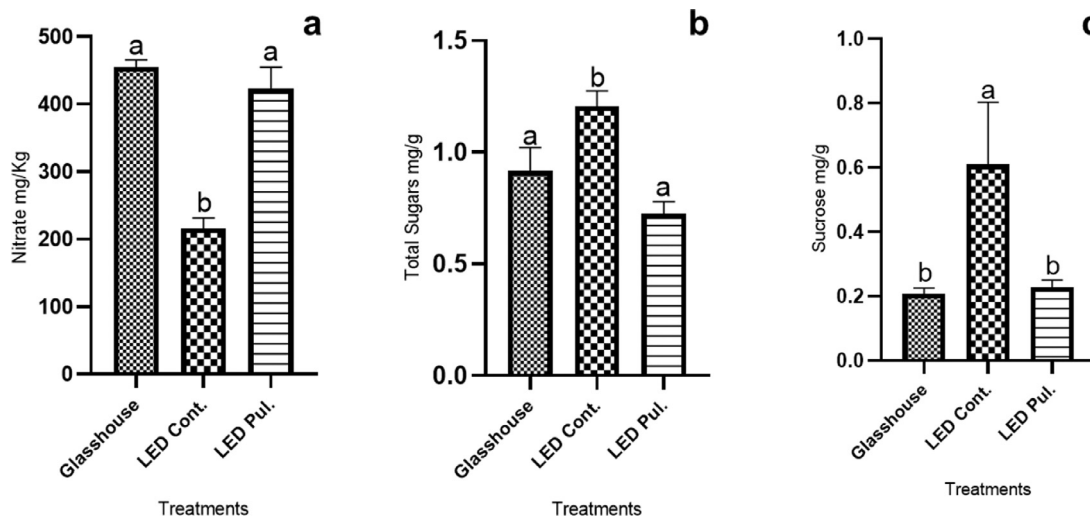 a
500
400
300
200
100
0
Nitrate mg/Kg
a
b
a
Glasshouse
LED Cont.
LED Pul.
Treatments
b
1.5
1.0
0.5
0.0
Total Sugars mg/g
a
b
a
Glasshouse
LED Cont.
LED Pul.
Treatments
1.0
0.8
0.6
0.4
0.2
0.0
Sucrose mg/g
b
a
b
Glasshouse
LED Cont.
LED Pul.
Treatments